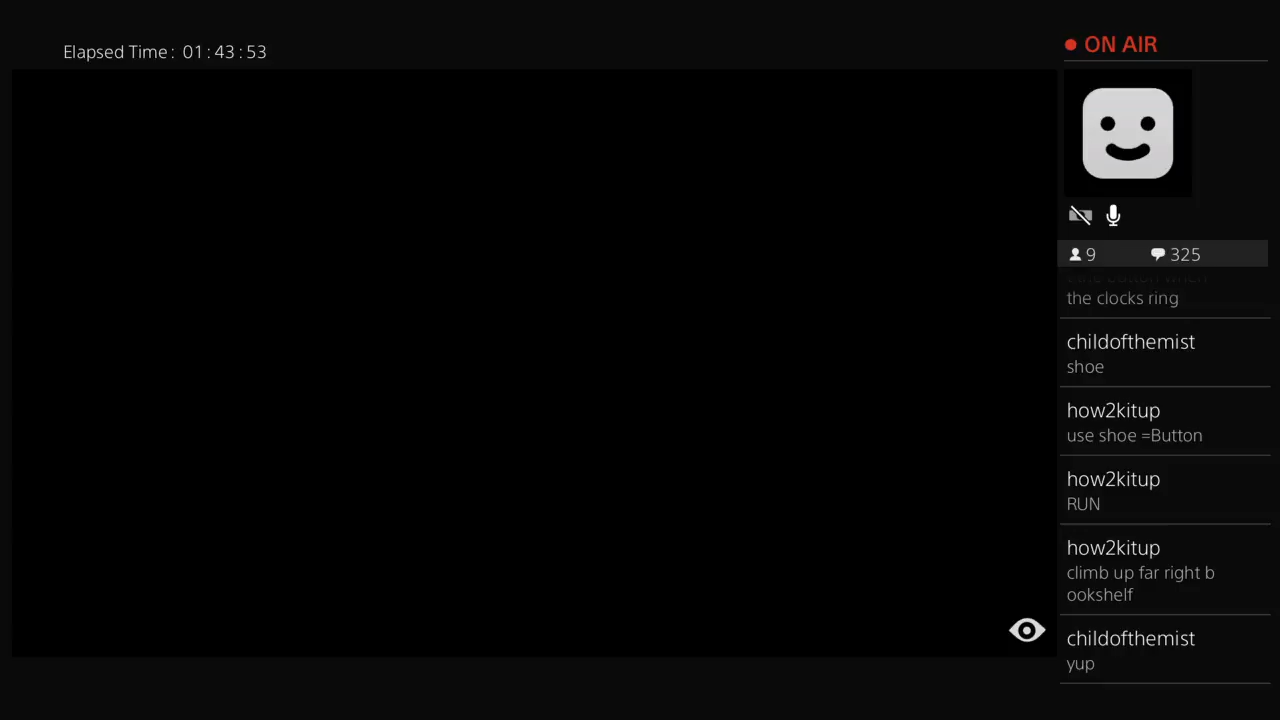 Elapsed Time: 01:43:53
ON AIR
9 325
the clocks ring
childofthemist
shoe
how2kitup
use shoe =Button
how2kitup
RUN
how2kitup
climb up far right b
ookshelf
childofthemist
yup